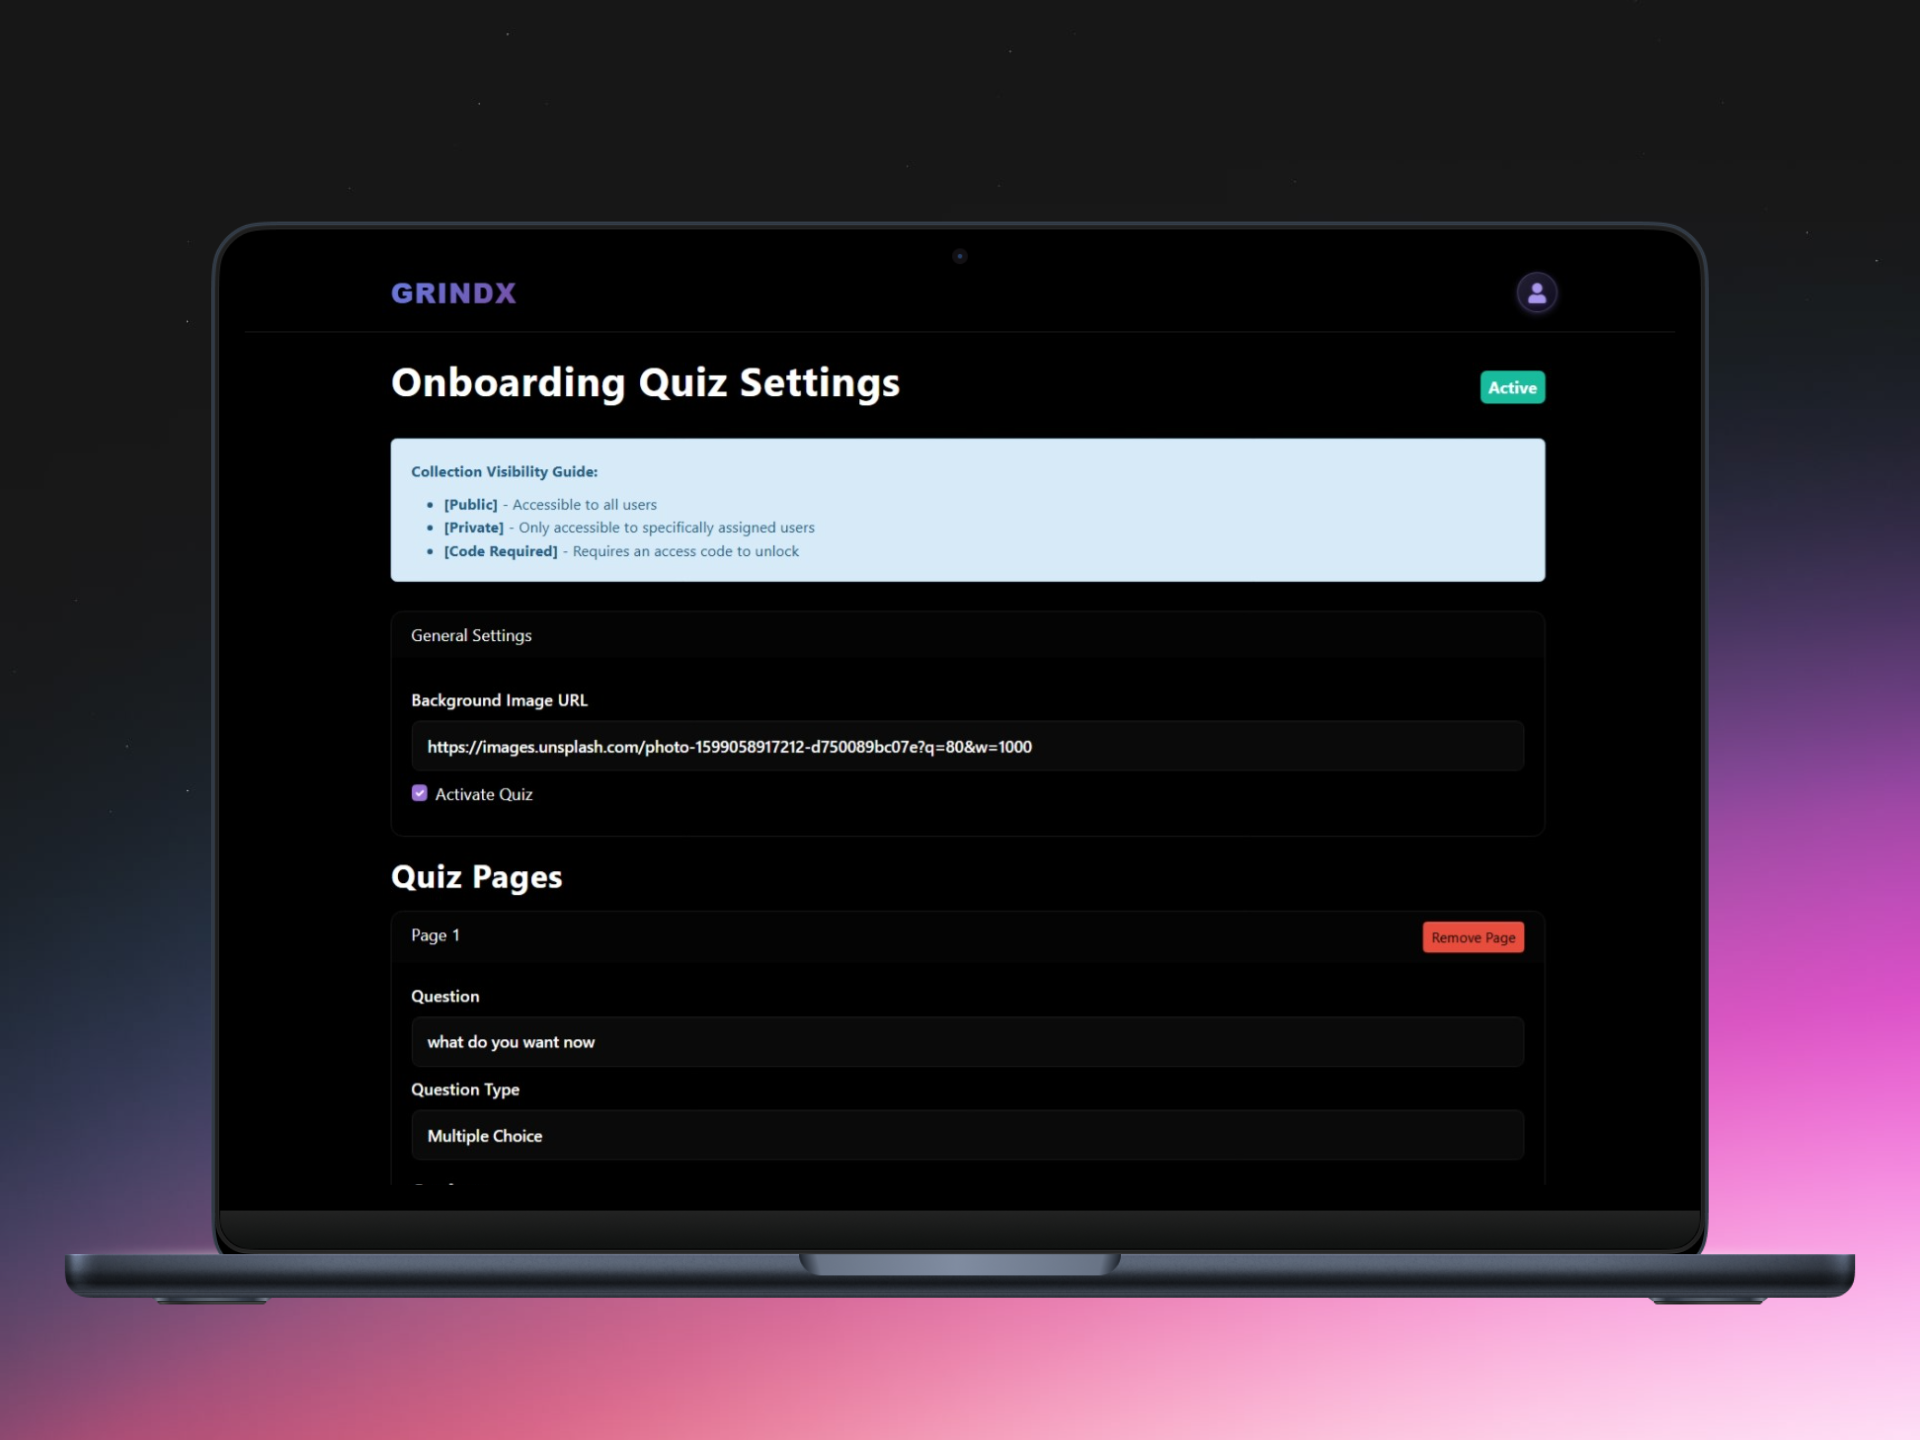 GRINDX
Onboarding Quiz Settings
Active
Collection Visibility Guide:
• [Public] - Accessible to all users
• [Private] - Only accessible to specifically assigned users
• [Code Required] - Requires an access code to unlock
General Settings
Background Image URL
https://images.unsplash.com/photo-1599058917212-d750089bc07e?q=80&w=1000
Activate Quiz
Quiz Pages
Page 1
Remove Page
Question
what do you want now
Question Type
Multiple Choice